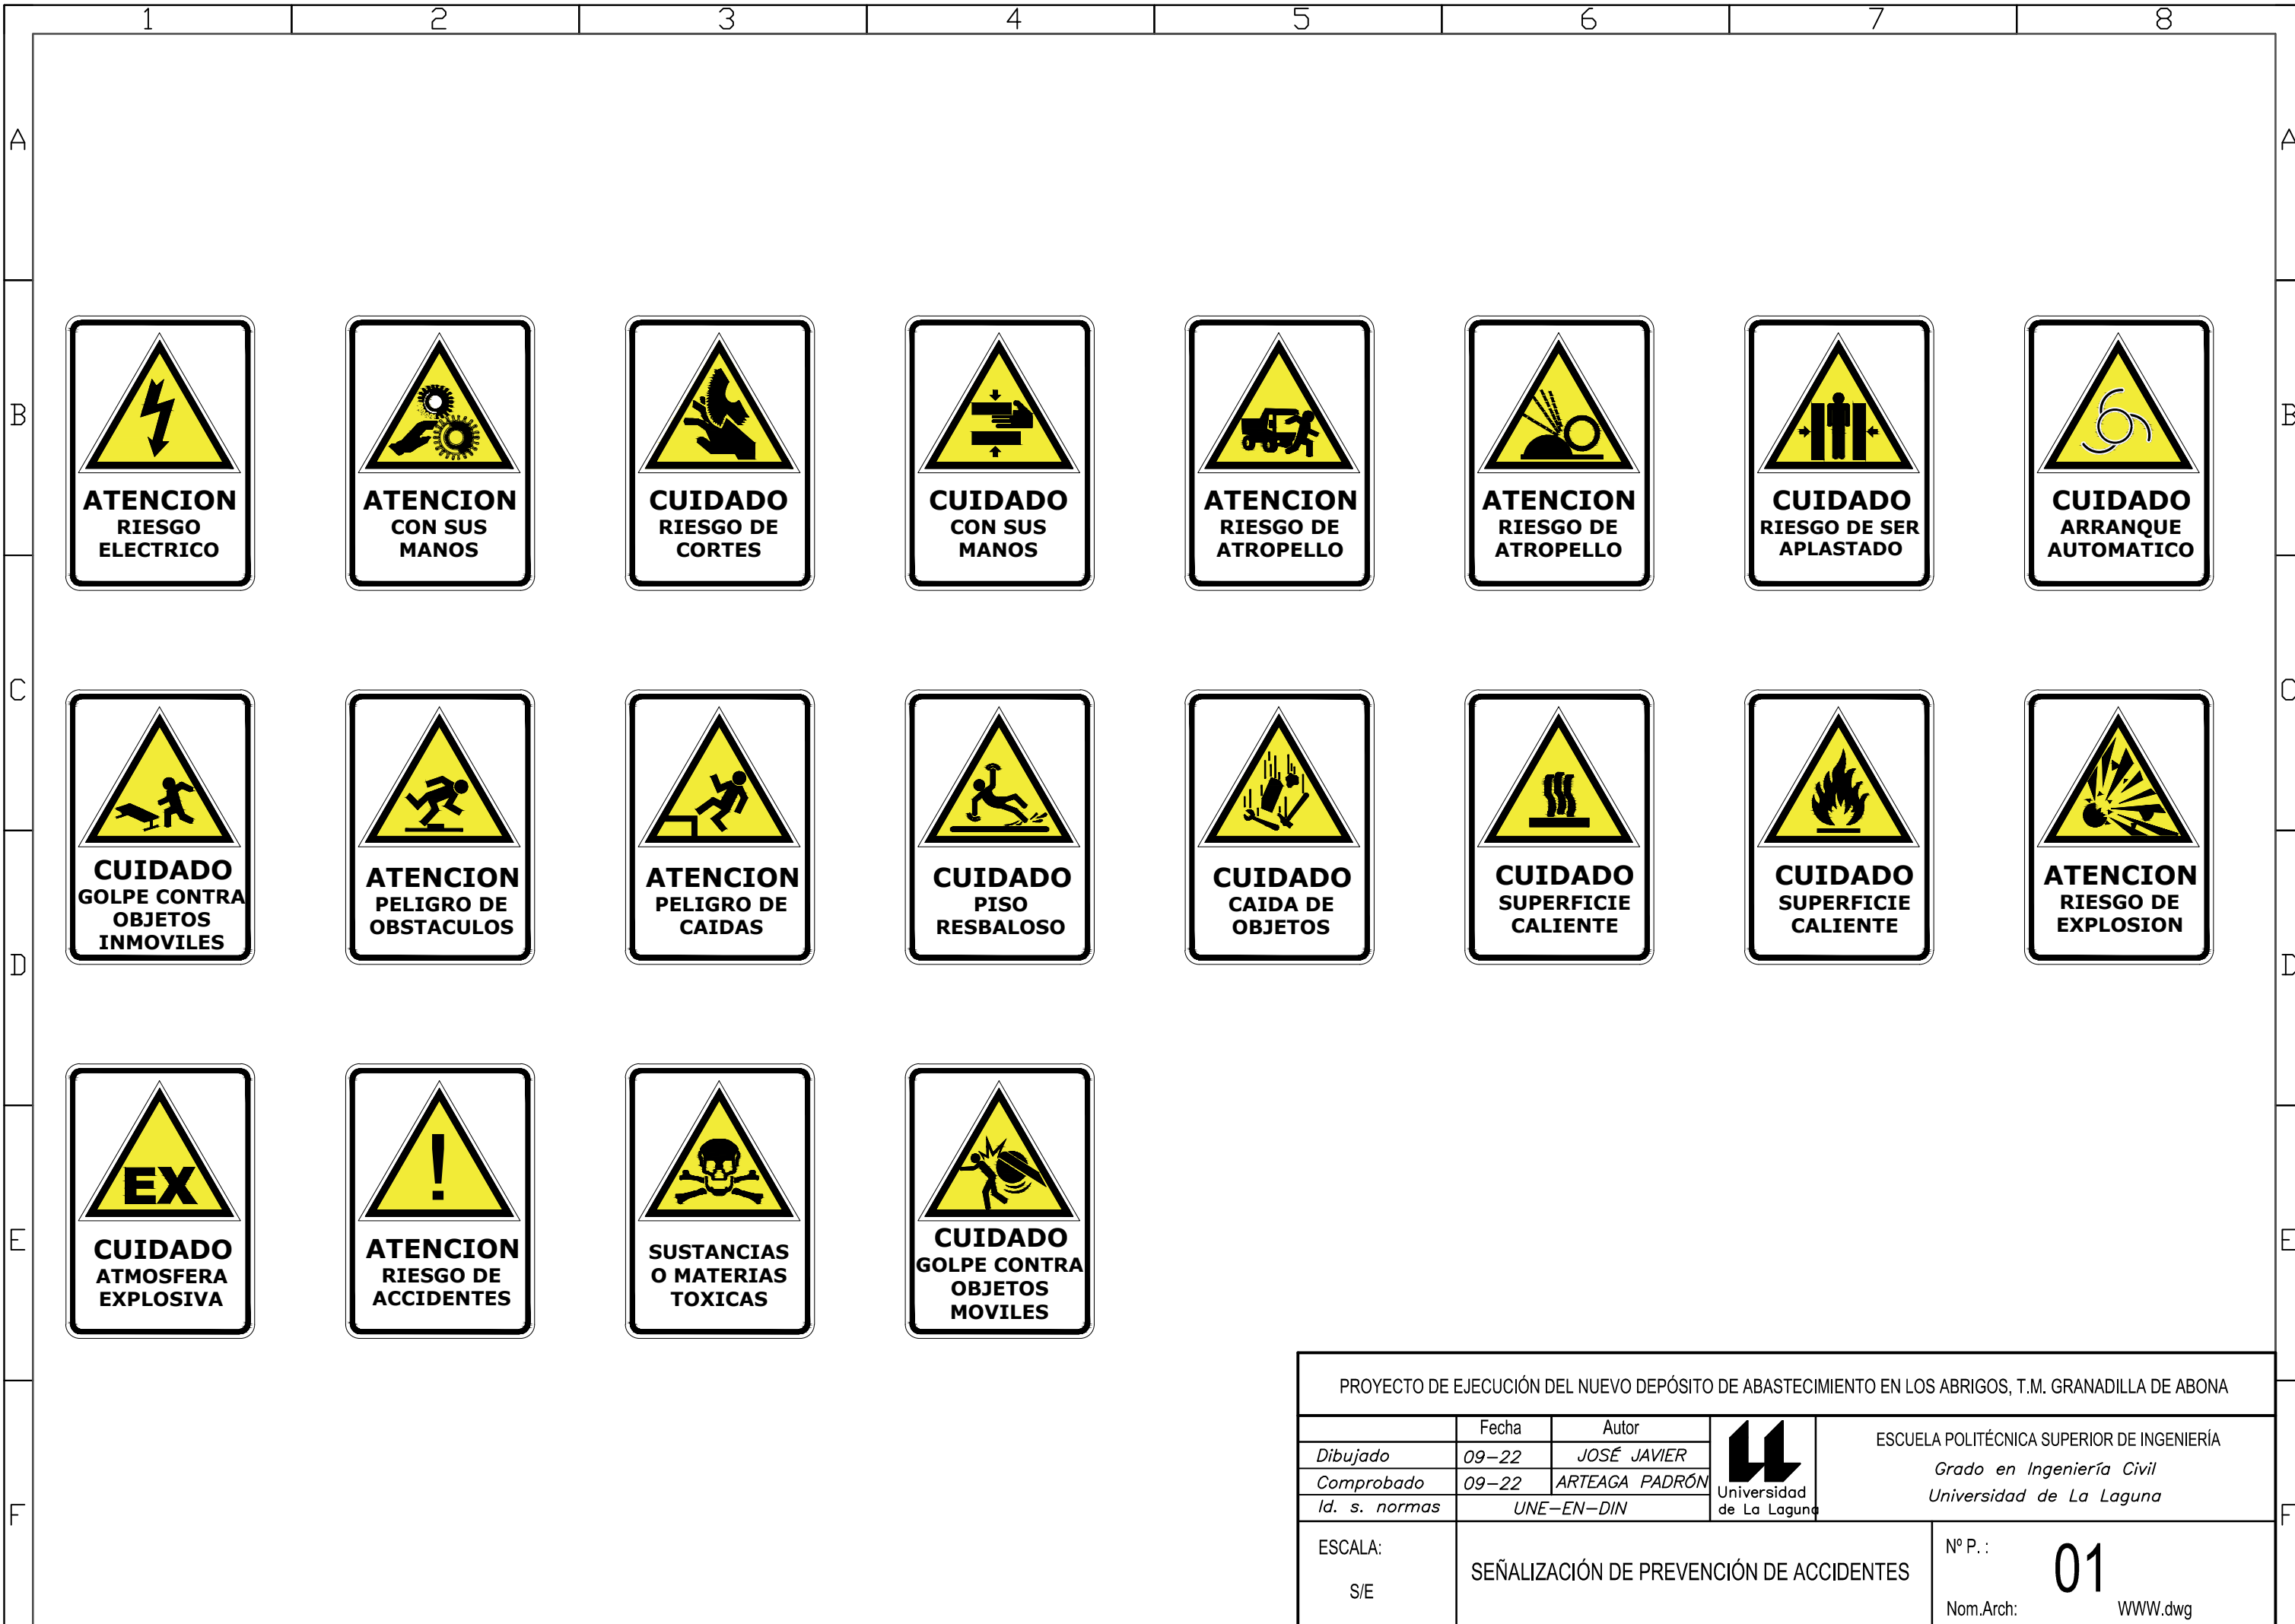 1 2 3 4 5 6 7 8
A A
B B
C C
D D
E E
F F
ATENCION
RIESGO
ELECTRICO
ATENCION
CON SUS
MANOS
CUIDADO
RIESGO DE
CORTES
CUIDADO
CON SUS
MANOS
ATENCION
RIESGO DE
ATROPELLO
ATENCION
RIESGO DE
ATROPELLO
CUIDADO
RIESGO DE SER
APLASTADO
CUIDADO
ARRANQUE
AUTOMATICO
CUIDADO
GOLPE CONTRA
OBJETOS
INMOVILES
ATENCION
PELIGRO DE
OBSTACULOS
ATENCION
PELIGRO DE
CAIDAS
CUIDADO
PISO
RESBALOSO
CUIDADO
CAIDA DE
OBJETOS
CUIDADO
SUPERFICIE
CALIENTE
CUIDADO
SUPERFICIE
CALIENTE
ATENCION
RIESGO DE
EXPLOSION
EX
CUIDADO
ATMOSFERA
EXPLOSIVA
!
ATENCION
RIESGO DE
ACCIDENTES
SUSTANCIAS
O MATERIAS
TOXICAS
CUIDADO
GOLPE CONTRA
OBJETOS
MOVILES
PROYECTO DE EJECUCIÓN DEL NUEVO DEPÓSITO DE ABASTECIMIENTO EN LOS ABRIGOS, T.M. GRANADILLA DE ABONA
Fecha Autor
Dibujado 09-22 JOSÉ JAVIER
Comprobado 09-22 ARTEAGA PADRÓN
Id. s. normas UNE-EN-DIN
Universidad
de La Laguna
ESCUELA POLITÉCNICA SUPERIOR DE INGENIERÍA
Grado en Ingeniería Civil
Universidad de La Laguna
ESCALA:
S/E
SEÑALIZACIÓN DE PREVENCIÓN DE ACCIDENTES
Nº P. : 01
Nom.Arch: WWW.dwg